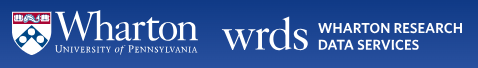 Wharton
UNIVERSITY of PENNSYLVANIA
wrds
WHARTON RESEARCH
DATA SERVICES